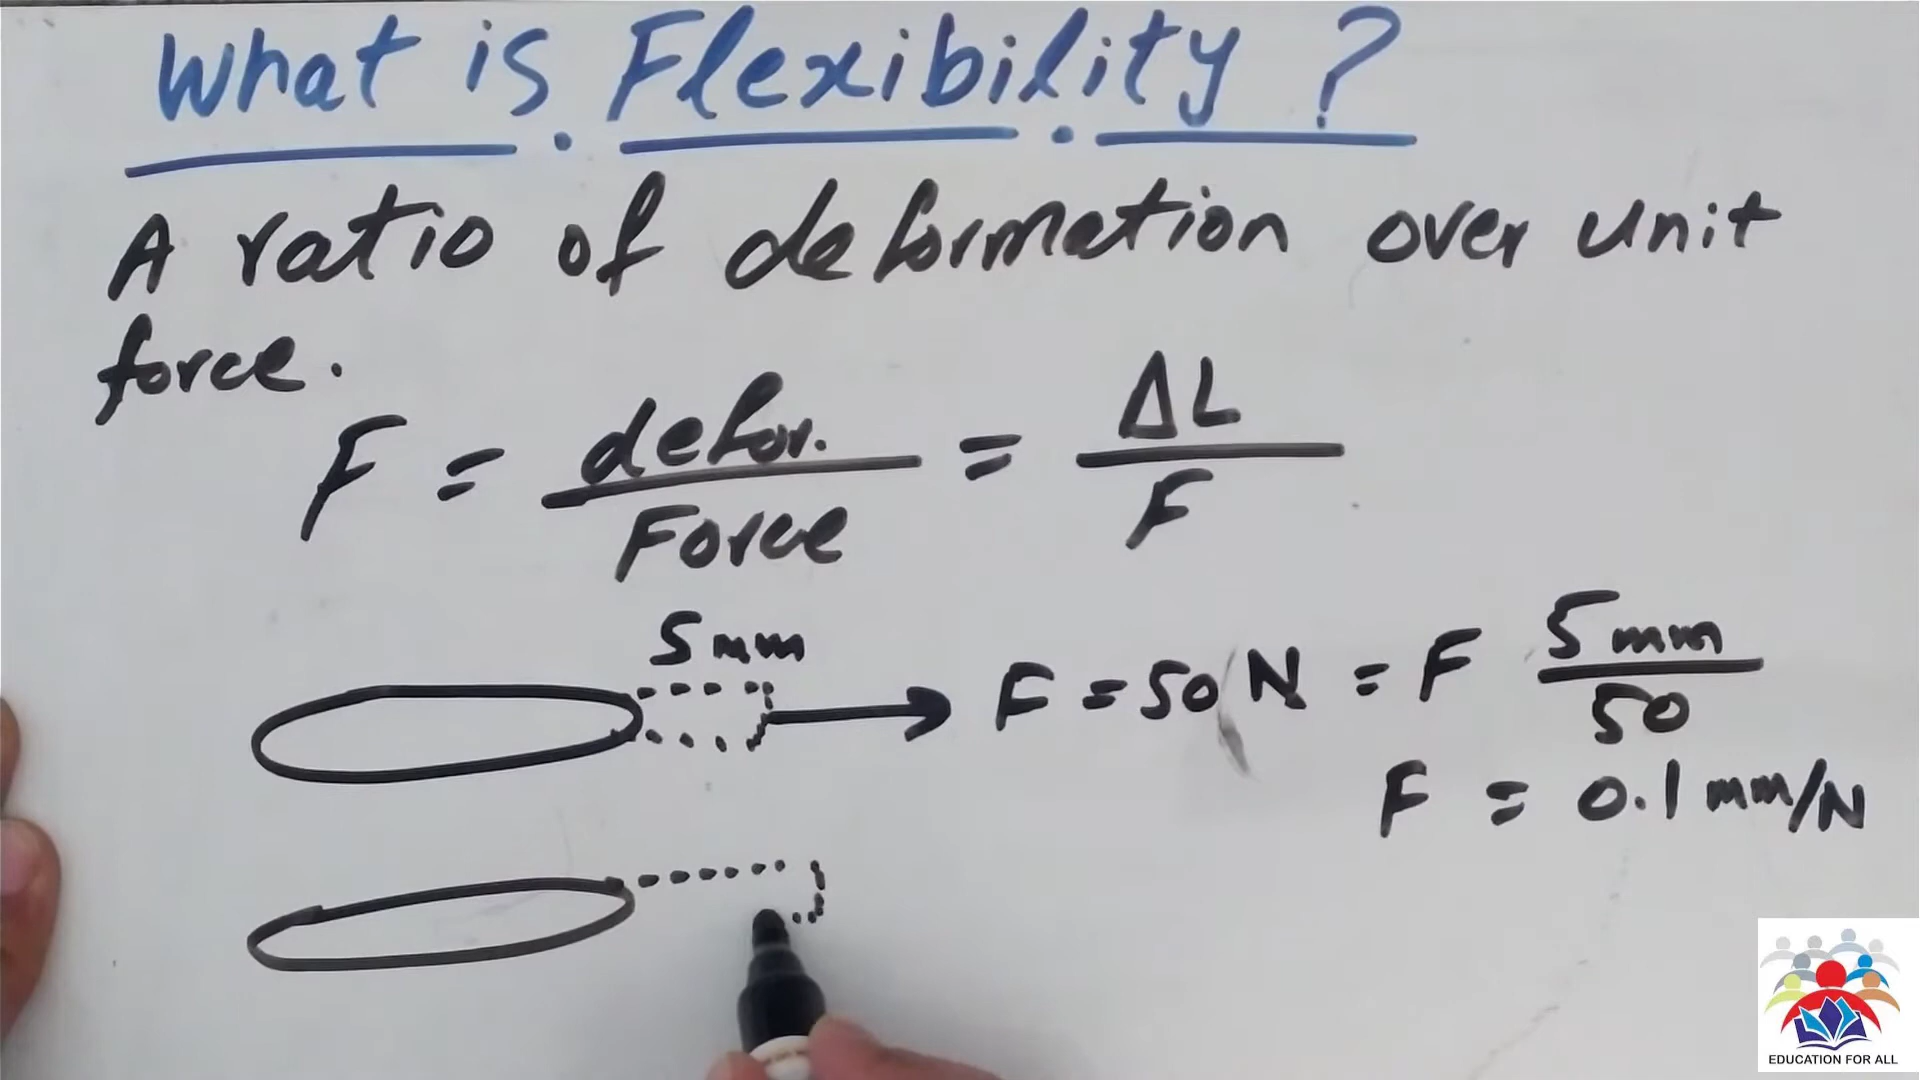 What is Flexibility ?
A ratio of deformation over unit
force.
F = defor. / Force = ΔL / F
5mm
F = 50 N = F 5mm / 50
F = 0.1 mm/N
EDUCATION FOR ALL